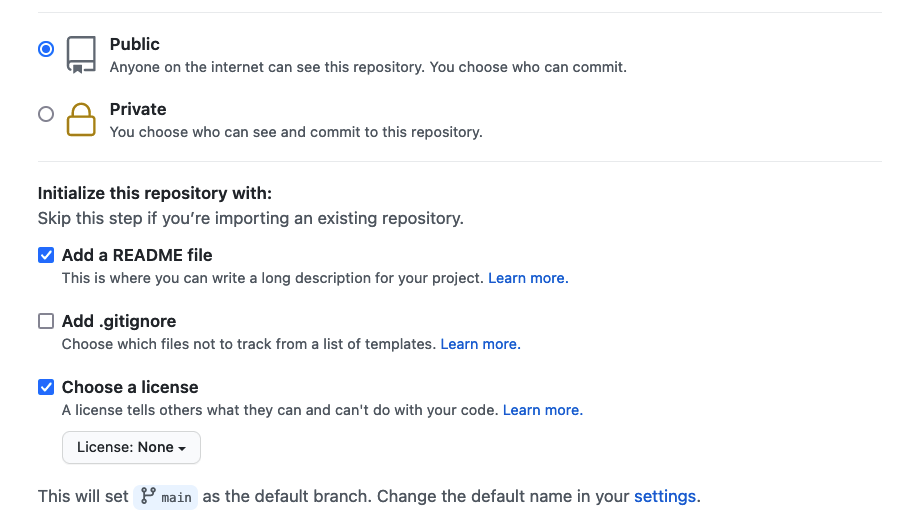 Public
Anyone on the internet can see this repository. You choose who can commit.
Private
You choose who can see and commit to this repository.
Initialize this repository with:
Skip this step if you’re importing an existing repository.
Add a README file
This is where you can write a long description for your project. Learn more.
Add .gitignore
Choose which files not to track from a list of templates. Learn more.
Choose a license
A license tells others what they can and can't do with your code. Learn more.
License: None
This will set main as the default branch. Change the default name in your settings.